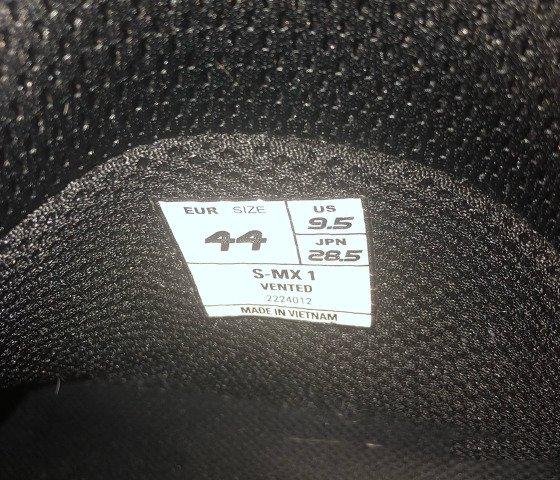 EUR SIZE
44
US
9.5
JPN
28.5
S-MX 1
VENTED
2224012
MADE IN VIETNAM